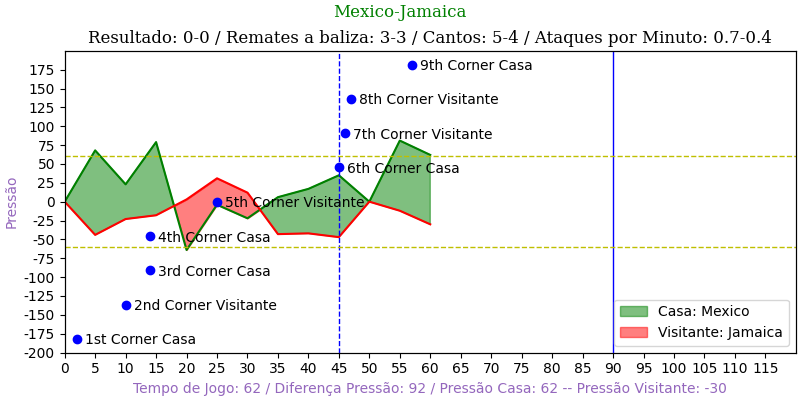 Mexico-Jamaica
Resultado: 0-0 / Remates a baliza: 3-3 / Cantos: 5-4 / Ataques por Minuto: 0.7-0.4
Pressão
175
150
125
100
75
50
25
0
-25
-50
-75
-100
-125
-150
-175
-200
9th Corner Casa
8th Corner Visitante
7th Corner Visitante
6th Corner Casa
5th Corner Visitante
4th Corner Casa
3rd Corner Casa
2nd Corner Visitante
1st Corner Casa
Casa: Mexico
Visitante: Jamaica
0 5 10 15 20 25 30 35 40 45 50 55 60 65 70 75 80 85 90 95 100 105 110 115
Tempo de Jogo: 62 / Diferença Pressão: 92 / Pressão Casa: 62 -- Pressão Visitante: -30